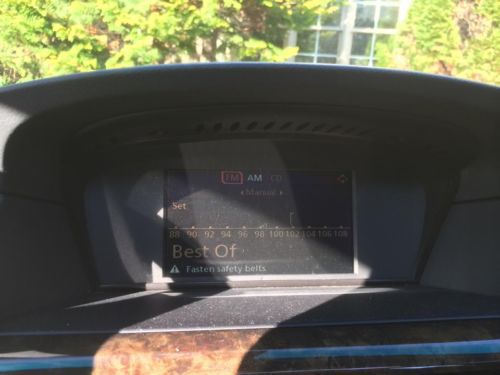 FM AM CD
Manual
Set
88 90 92 94 96 98 100 102 104 106 108
Best Of
Fasten safety belts